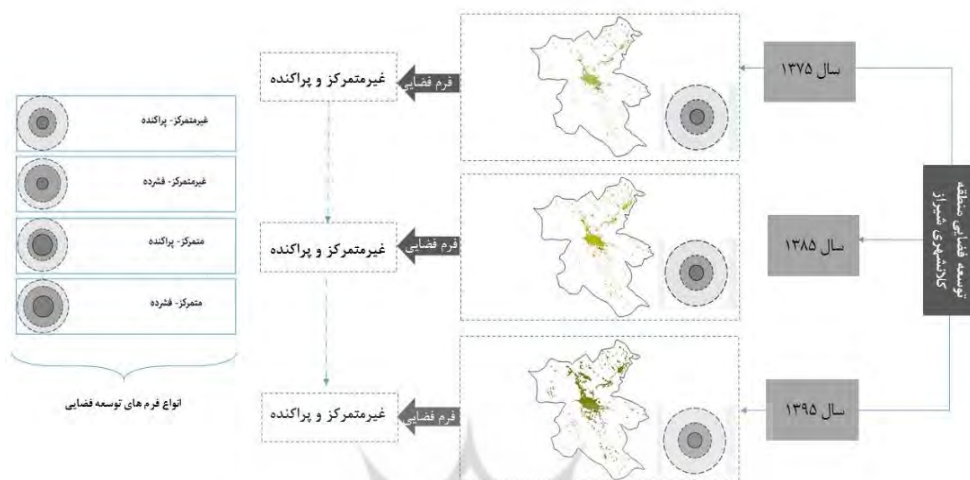 توسعه فضایی منطقه
کلانشهری شیراز
سال ۱۳۷۵
فرم فضایی
غیرمتمرکز و پراکنده
سال ۱۳۸۵
فرم فضایی
غیرمتمرکز و پراکنده
سال ۱۳۹۵
فرم فضایی
غیرمتمرکز و پراکنده
غیرمتمرکز- پراکنده
غیرمتمرکز- فشرده
متمرکز- پراکنده
متمرکز- فشرده
انواع فرم های توسعه فضایی